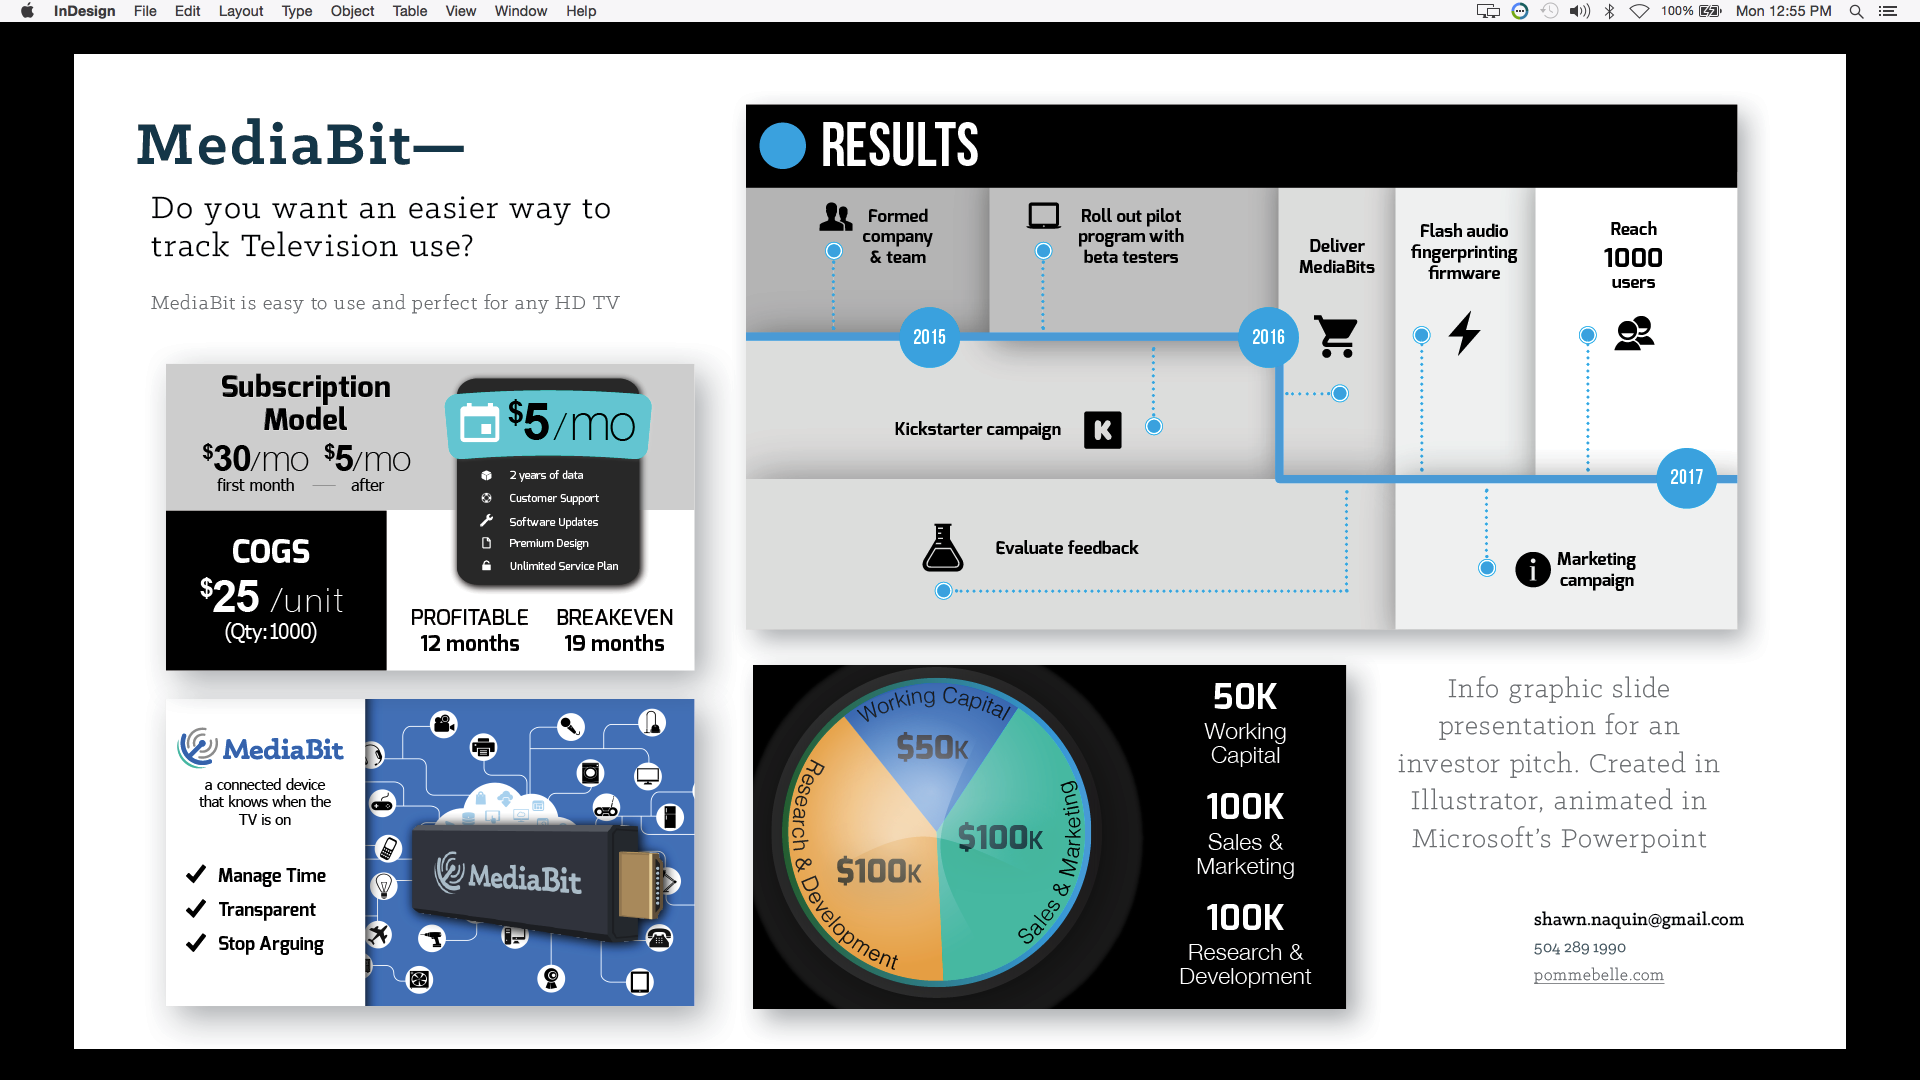 InDesign File Edit Layout Type Object Table View Window Help
100% Mon 12:55 PM
MediaBit—
Do you want an easier way to
track Television use?
MediaBit is easy to use and perfect for any HD TV
Subscription
Model
$30/mo $5/mo
first month — after
$5/mo
2 years of data
Customer Support
Software Updates
Premium Design
Unlimited Service Plan
COGS
$25 /unit
(Qty:1000)
PROFITABLE
12 months
BREAKEVEN
19 months
MediaBit
a connected device
that knows when the
TV is on
Manage Time
Transparent
Stop Arguing
MediaBit
RESULTS
Formed
company
& team
Roll out pilot
program with
beta testers
Deliver
MediaBits
Flash audio
fingerprinting
firmware
Reach
1000
users
2015
2016
Kickstarter campaign
K
2017
Evaluate feedback
i
Marketing
campaign
Working Capital
$50K
Research & Development
$100K
Sales & Marketing
$100K
50K
Working
Capital
100K
Sales &
Marketing
100K
Research &
Development
Info graphic slide
presentation for an
investor pitch. Created in
Illustrator, animated in
Microsoft's Powerpoint
shawn.naquin@gmail.com
504 289 1990
pommebelle.com